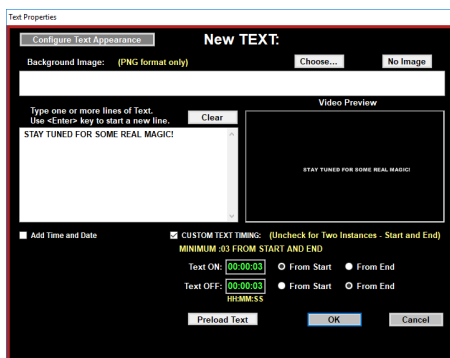 Text Properties
Configure Text Appearance
New TEXT:
Background Image: (PNG format only)
Choose...
No Image
Type one or more lines of Text.
Use <Enter> key to start a new line.
Clear
Video Preview
STAY TUNED FOR SOME REAL MAGIC!
STAY TUNED FOR SOME REAL MAGIC!
Add Time and Date
CUSTOM TEXT TIMING: (Uncheck for Two Instances - Start and End)
MINIMUM :03 FROM START AND END
Text ON: 00:00:03 From Start From End
Text OFF: 00:00:03 From Start From End
HH:MM:SS
Preload Text
OK
Cancel